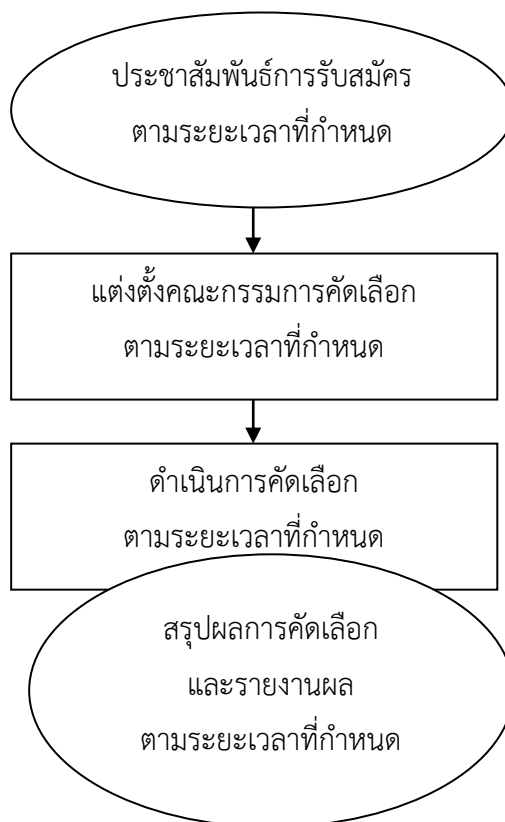 ประชาสัมพันธ์การรับสมัคร
ตามระยะเวลาที่กำหนด
แต่งตั้งคณะกรรมการคัดเลือก
ตามระยะเวลาที่กำหนด
ดำเนินการคัดเลือก
ตามระยะเวลาที่กำหนด
สรุปผลการคัดเลือก
และรายงานผล
ตามระยะเวลาที่กำหนด